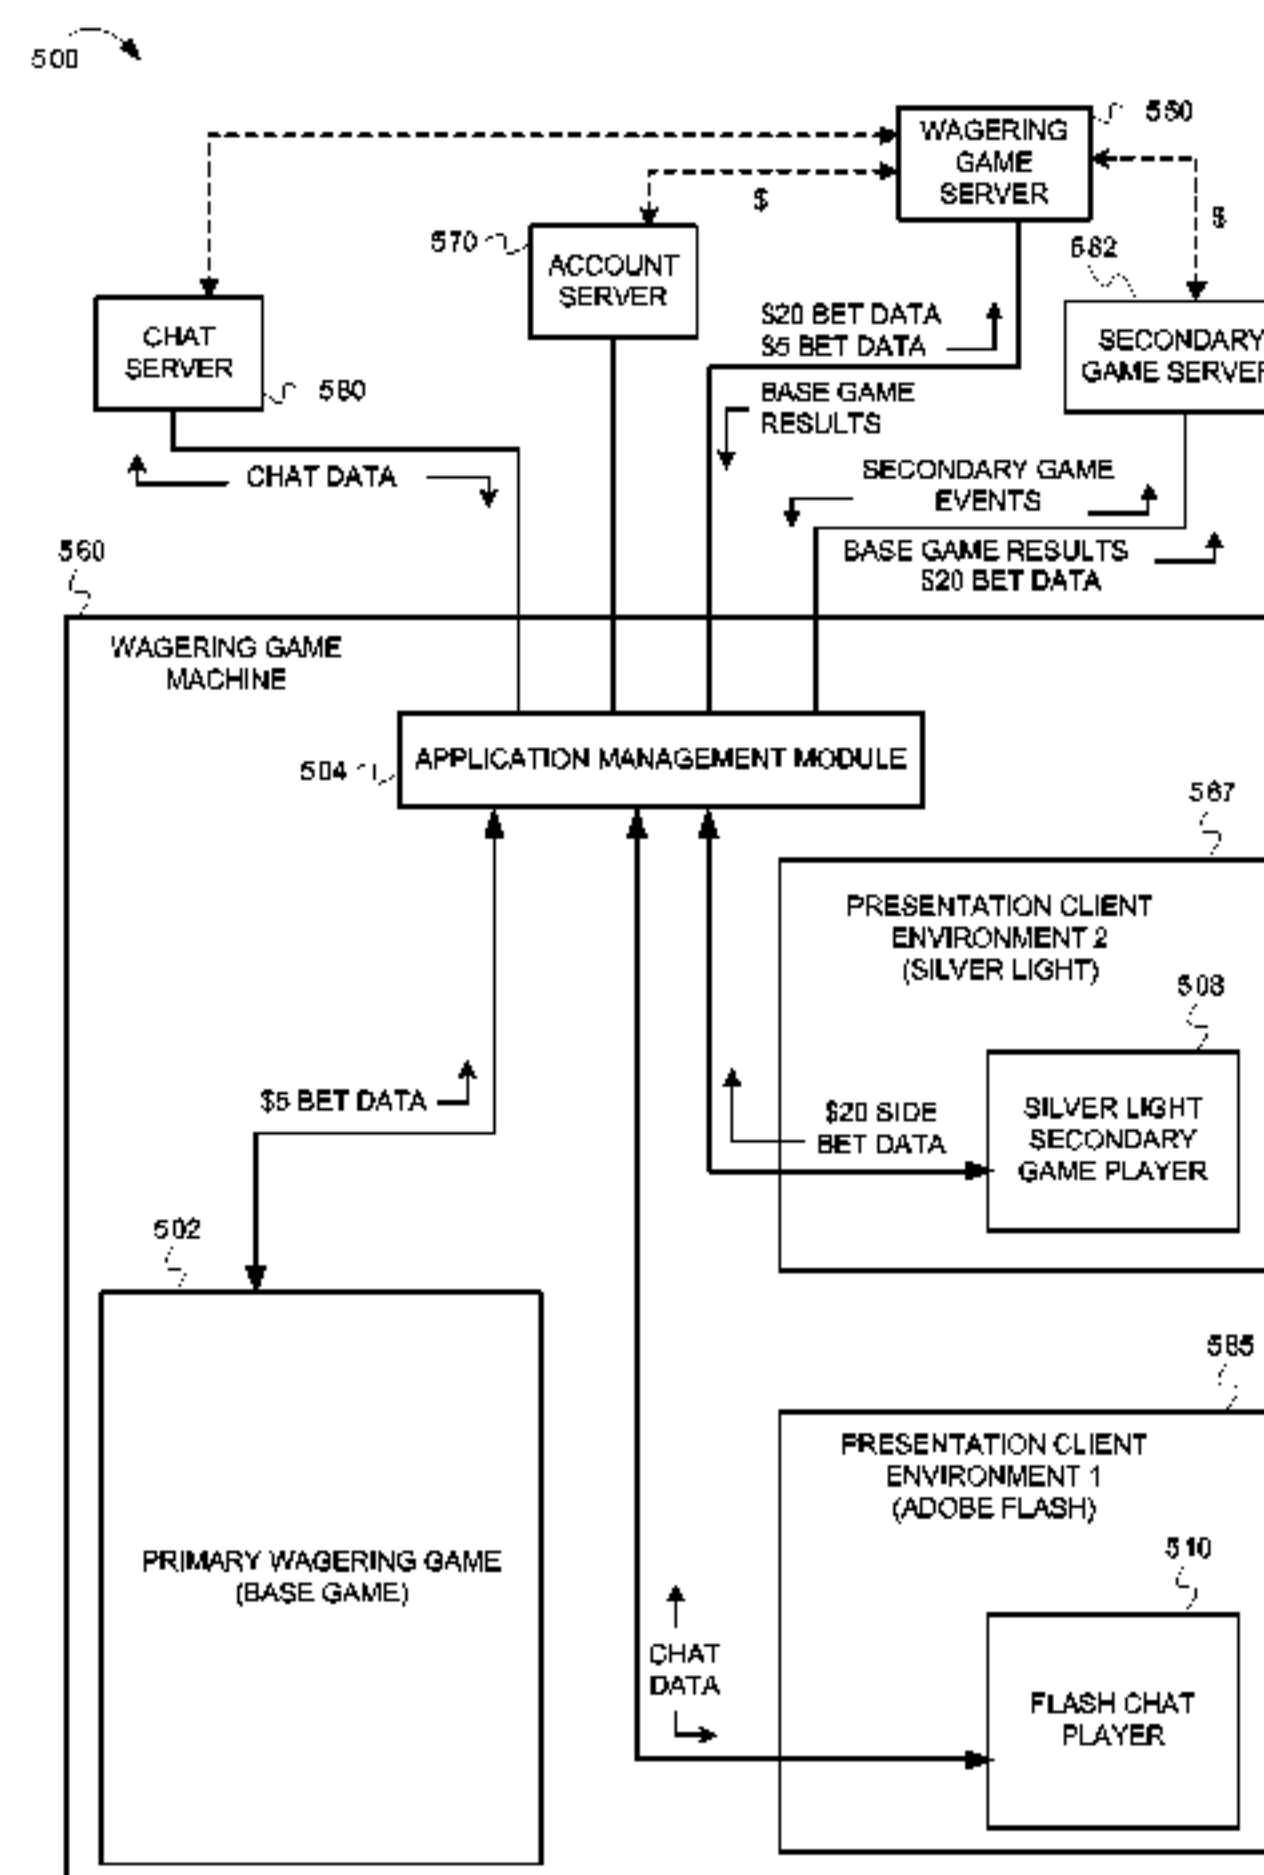 500
550
WAGERING
GAME
SERVER
$
$
570
ACCOUNT
SERVER
582
SECONDARY
GAME SERVER
CHAT
SERVER
580
$20 BET DATA
$5 BET DATA
BASE GAME
RESULTS
CHAT DATA
SECONDARY GAME
EVENTS
BASE GAME RESULTS
$20 BET DATA
560
WAGERING GAME
MACHINE
504
APPLICATION MANAGEMENT MODULE
567
PRESENTATION CLIENT
ENVIRONMENT 2
(SILVER LIGHT)
508
$5 BET DATA
$20 SIDE
BET DATA
SILVER LIGHT
SECONDARY
GAME PLAYER
502
585
PRESENTATION CLIENT
ENVIRONMENT 1
(ADOBE FLASH)
510
PRIMARY WAGERING GAME
(BASE GAME)
CHAT
DATA
FLASH CHAT
PLAYER